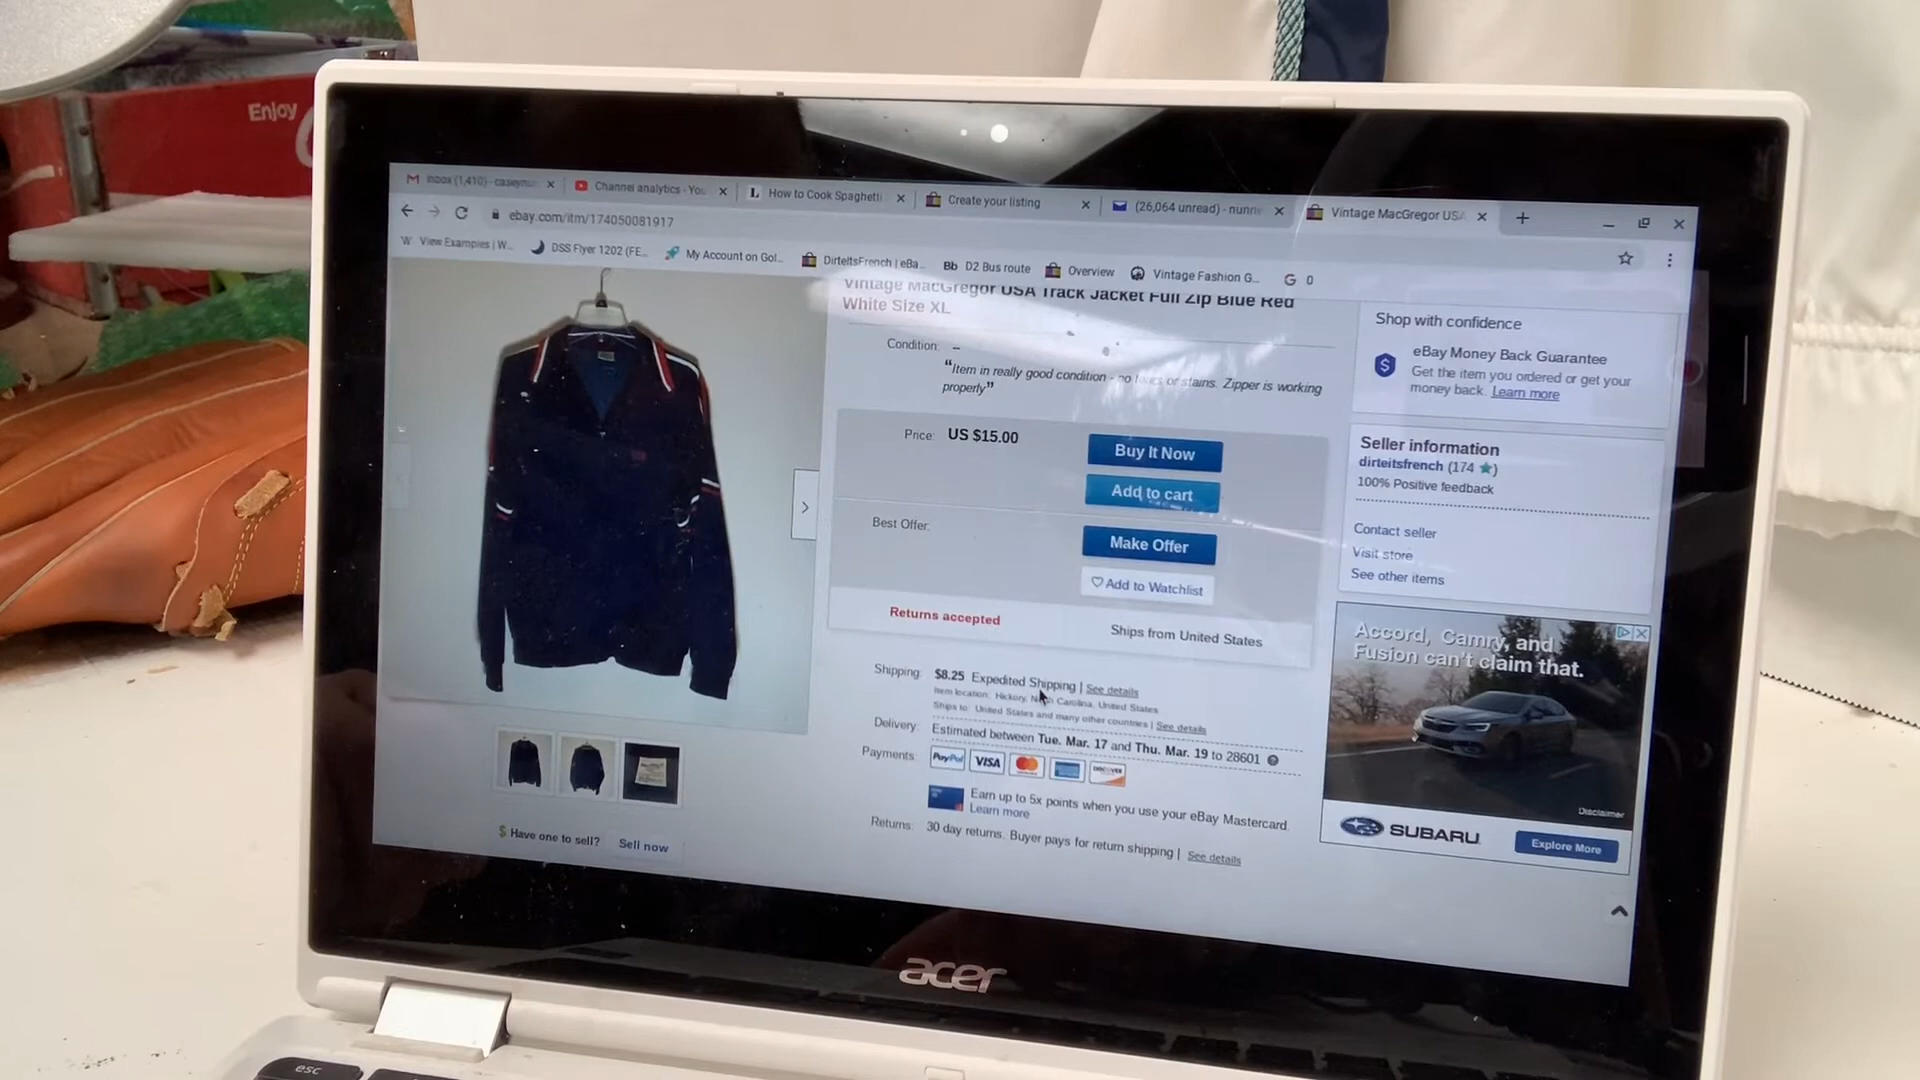 Enjoy
Inbox (1,410) - caseynu
Channel analytics - You
How to Cook Spaghetti
Create your listing
(26,064 unread) - nunn
Vintage MacGregor USA
ebay.com/itm/174050081917
View Examples | W...
DSS Flyer 1202 (FE...
My Account on Gol...
DirteItsFrench | eBa...
Bb D2 Bus route
Overview
Vintage Fashion G...
G 0
Vintage MacGregor USA Track Jacket Full Zip Blue Red
White Size XL
Condition: --
“Item in really good condition - no or stains. Zipper is working
properly”
Price: US $15.00
Buy It Now
Add to cart
Best Offer:
Make Offer
Add to Watchlist
Returns accepted
Ships from United States
Shipping: $8.25 Expedited Shipping | See details
Item location: Hickory, North Carolina, United States
Ships to: United States and many other countries | See details
Delivery: Estimated between Tue. Mar. 17 and Thu. Mar. 19 to 28601
Payments: PayPal VISA DISCOVER
Earn up to 5x points when you use your eBay Mastercard.
Learn more
Returns: 30 day returns. Buyer pays for return shipping | See details
$ Have one to sell? Sell now
Shop with confidence
eBay Money Back Guarantee
Get the item you ordered or get your
money back. Learn more
Seller information
dirteitsfrench (174)
100% Positive feedback
Contact seller
Visit store
See other items
Accord, Camry, and
Fusion can't claim that.
Disclaimer
SUBARU
Explore More
acer
esc